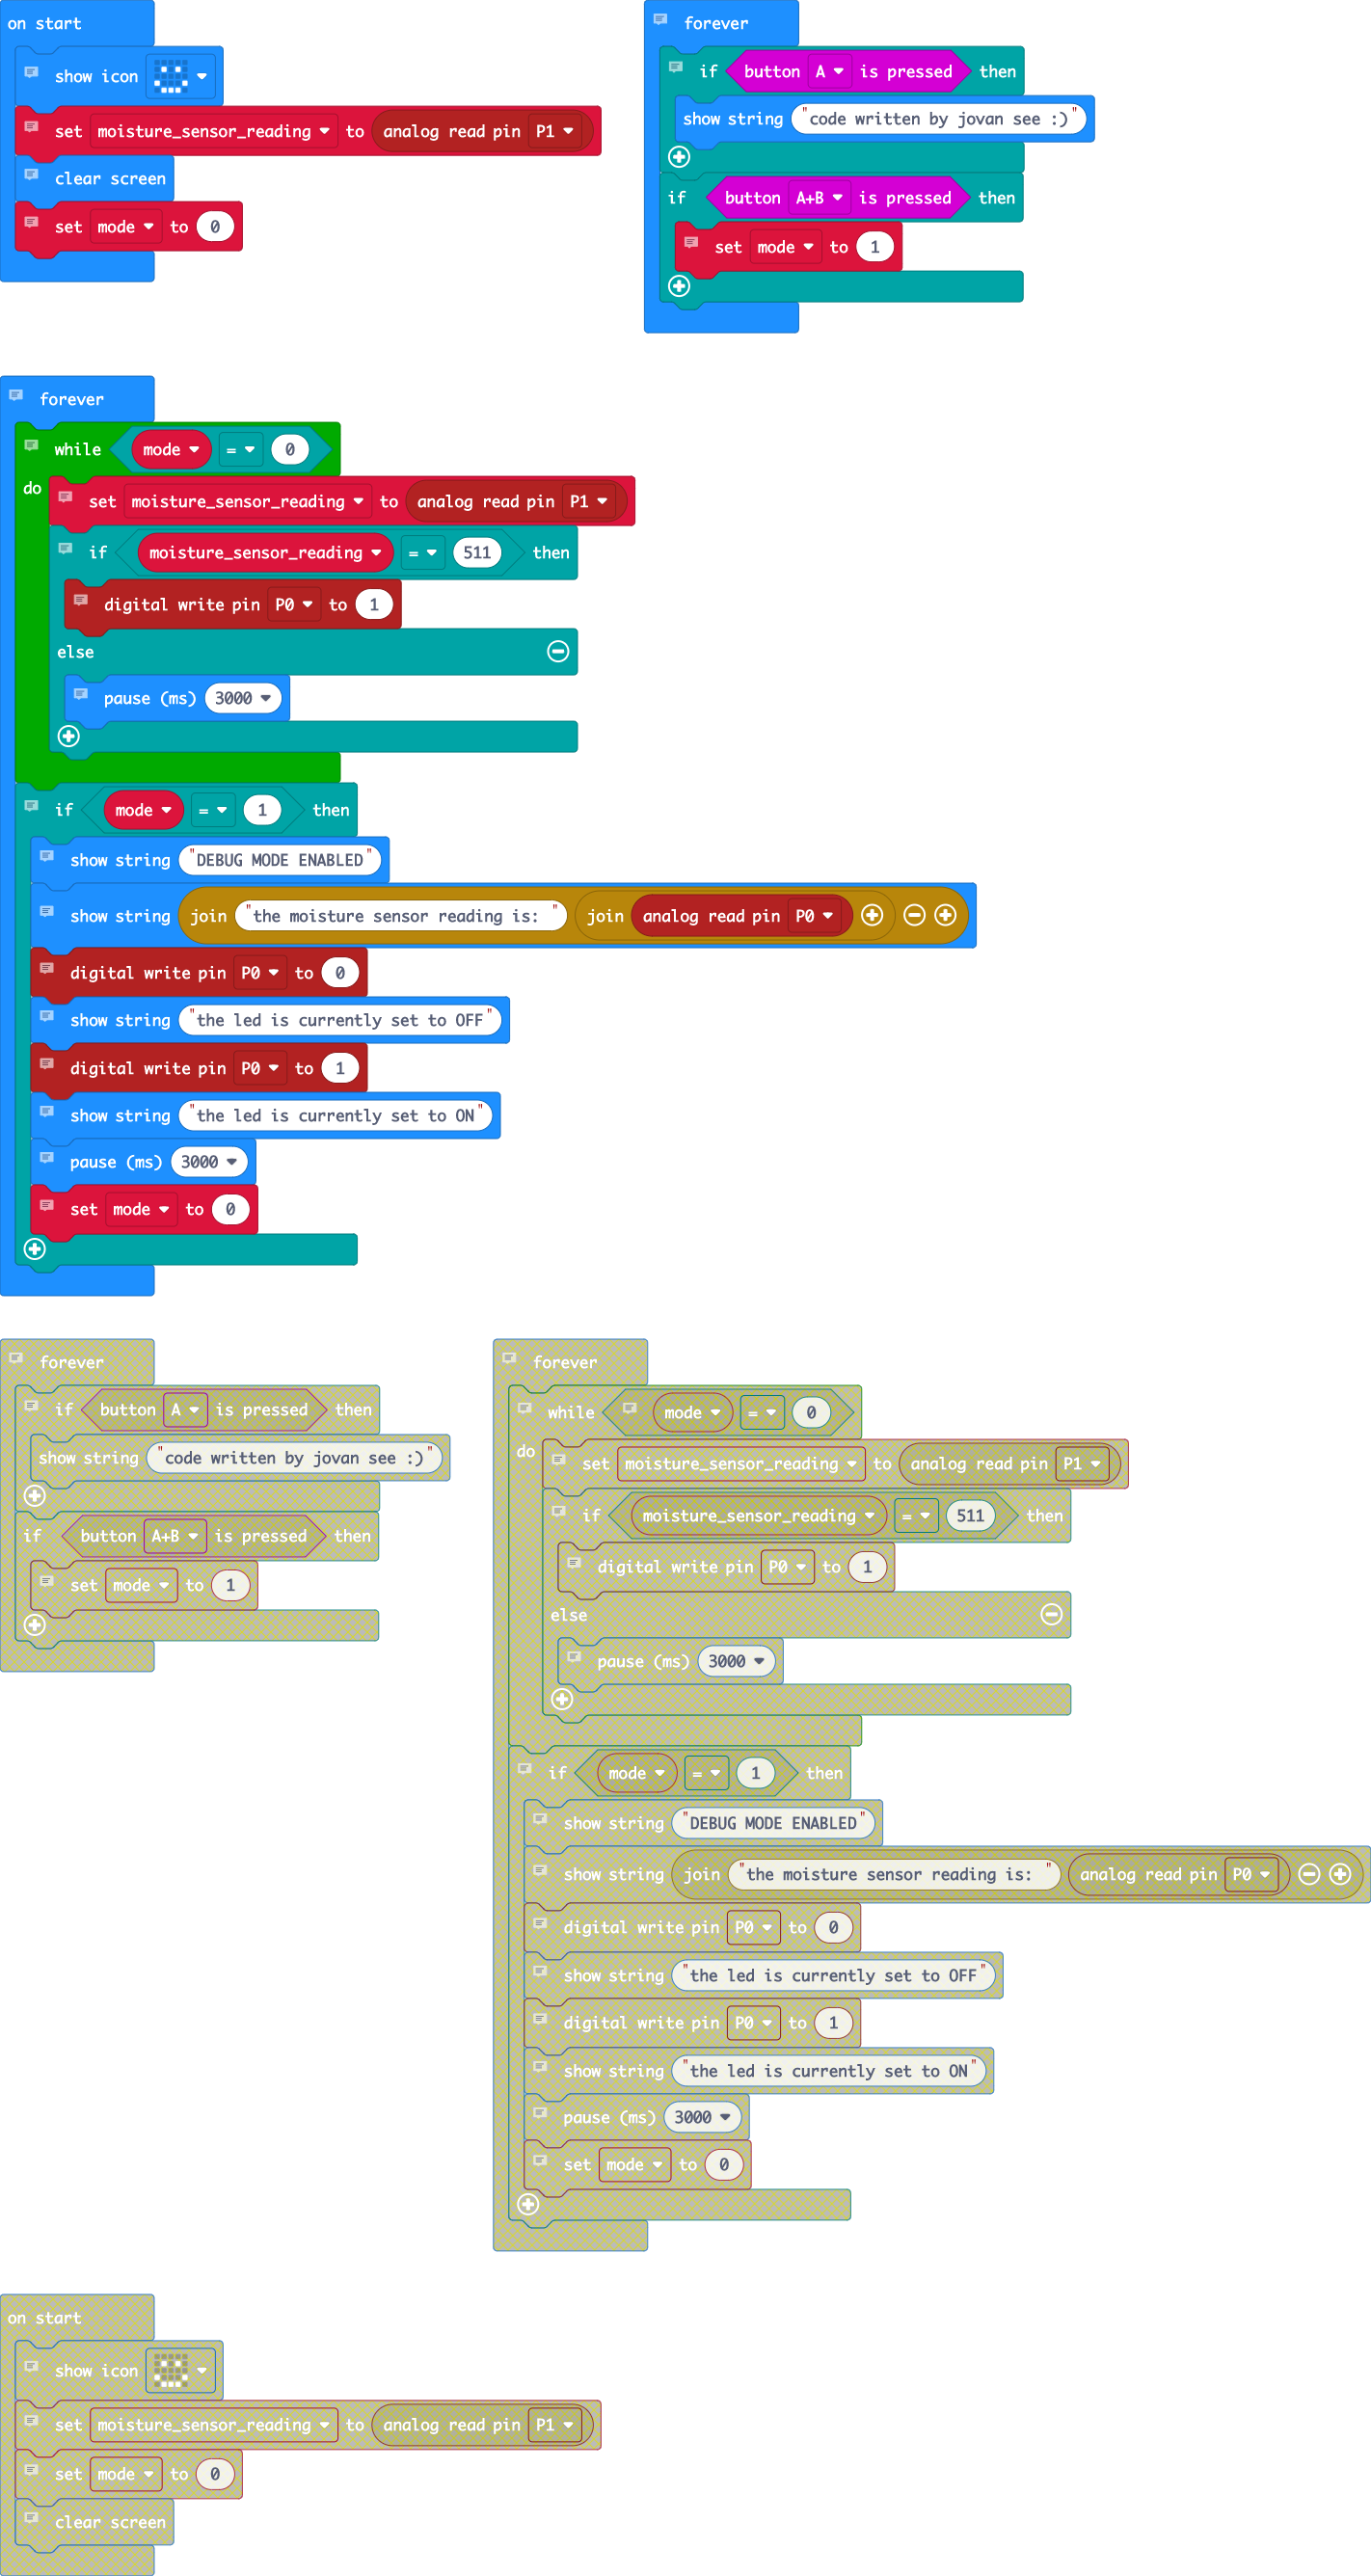 on start
show icon
set moisture_sensor_reading to analog read pin P1
clear screen
set mode to 0
forever
if button A is pressed then
show string "code written by jovan see :)"
if button A+B is pressed then
set mode to 1
forever
while mode = 0
do set moisture_sensor_reading to analog read pin P1
if moisture_sensor_reading = 511 then
digital write pin P0 to 1
else
pause (ms) 3000
if mode = 1 then
show string "DEBUG MODE ENABLED"
show string join "the moisture sensor reading is: " join analog read pin P0
digital write pin P0 to 0
show string "the led is currently set to OFF"
digital write pin P0 to 1
show string "the led is currently set to ON"
pause (ms) 3000
set mode to 0
forever
if button A is pressed then
show string "code written by jovan see :)"
if button A+B is pressed then
set mode to 1
forever
while mode = 0
do set moisture_sensor_reading to analog read pin P1
if moisture_sensor_reading = 511 then
digital write pin P0 to 1
else
pause (ms) 3000
if mode = 1 then
show string "DEBUG MODE ENABLED"
show string join "the moisture sensor reading is: " analog read pin P0
digital write pin P0 to 0
show string "the led is currently set to OFF"
digital write pin P0 to 1
show string "the led is currently set to ON"
pause (ms) 3000
set mode to 0
on start
show icon
set moisture_sensor_reading to analog read pin P1
set mode to 0
clear screen